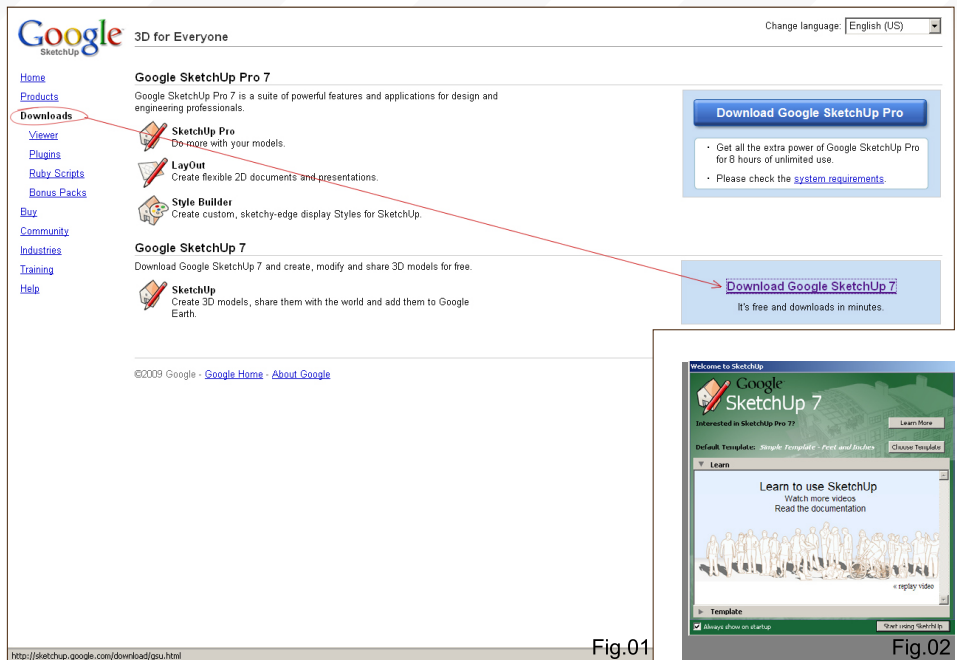 Google
SketchUp
3D for Everyone
Change language: English (US)
Home
Products
Downloads
Viewer
Plugins
Ruby Scripts
Bonus Packs
Buy
Community
Industries
Training
Help
Google SketchUp Pro 7
Google SketchUp Pro 7 is a suite of powerful features and applications for design and
engineering professionals.
SketchUp Pro
Do more with your models.
LayOut
Create flexible 2D documents and presentations.
Style Builder
Create custom, sketchy-edge display Styles for SketchUp.
Download Google SketchUp Pro
· Get all the extra power of Google SketchUp Pro
for 8 hours of unlimited use.
· Please check the system requirements.
Google SketchUp 7
Download Google SketchUp 7 and create, modify and share 3D models for free.
SketchUp
Create 3D models, share them with the world and add them to Google
Earth.
Download Google SketchUp 7
It's free and downloads in minutes.
©2009 Google - Google Home - About Google
http://sketchup.google.com/download/gsu.html
Fig.01
Welcome to SketchUp
Google
SketchUp 7
Interested in SketchUp Pro 7?
Learn More
Default Template: Simple Template - Feet and Inches
Choose Template
Learn
Learn to use SketchUp
Watch more videos
Read the documentation
« replay video
Template
Always show on startup
Start using SketchUp
Fig.02